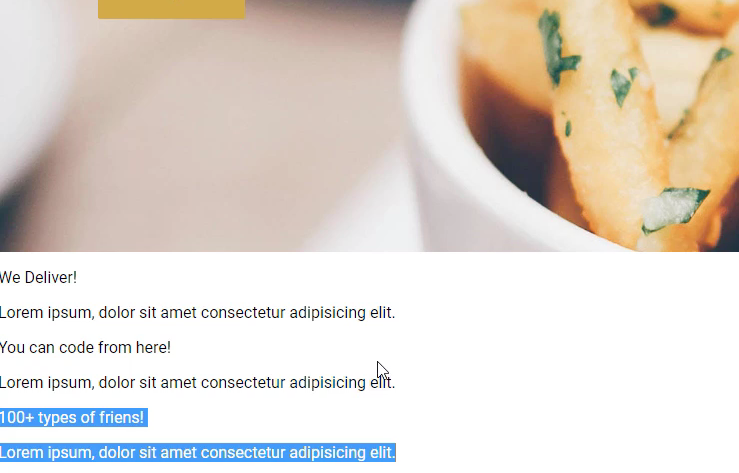 We Deliver!
Lorem ipsum, dolor sit amet consectetur adipisicing elit.
You can code from here!
Lorem ipsum, dolor sit amet consectetur adipisicing elit.
100+ types of friens!
Lorem ipsum, dolor sit amet consectetur adipisicing elit.